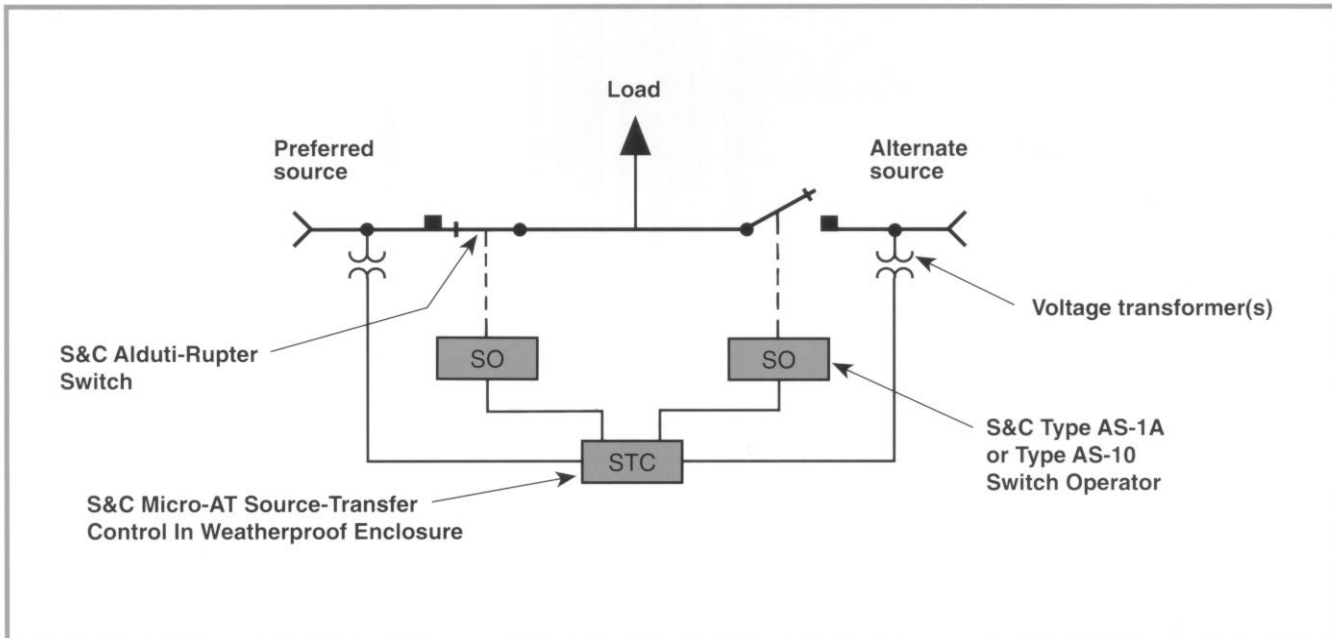 Load
Preferred
source
Alternate
source
Voltage transformer(s)
S&C Alduti-Rupter
Switch
SO
SO
S&C Type AS-1A
or Type AS-10
Switch Operator
STC
S&C Micro-AT Source-Transfer
Control In Weatherproof Enclosure